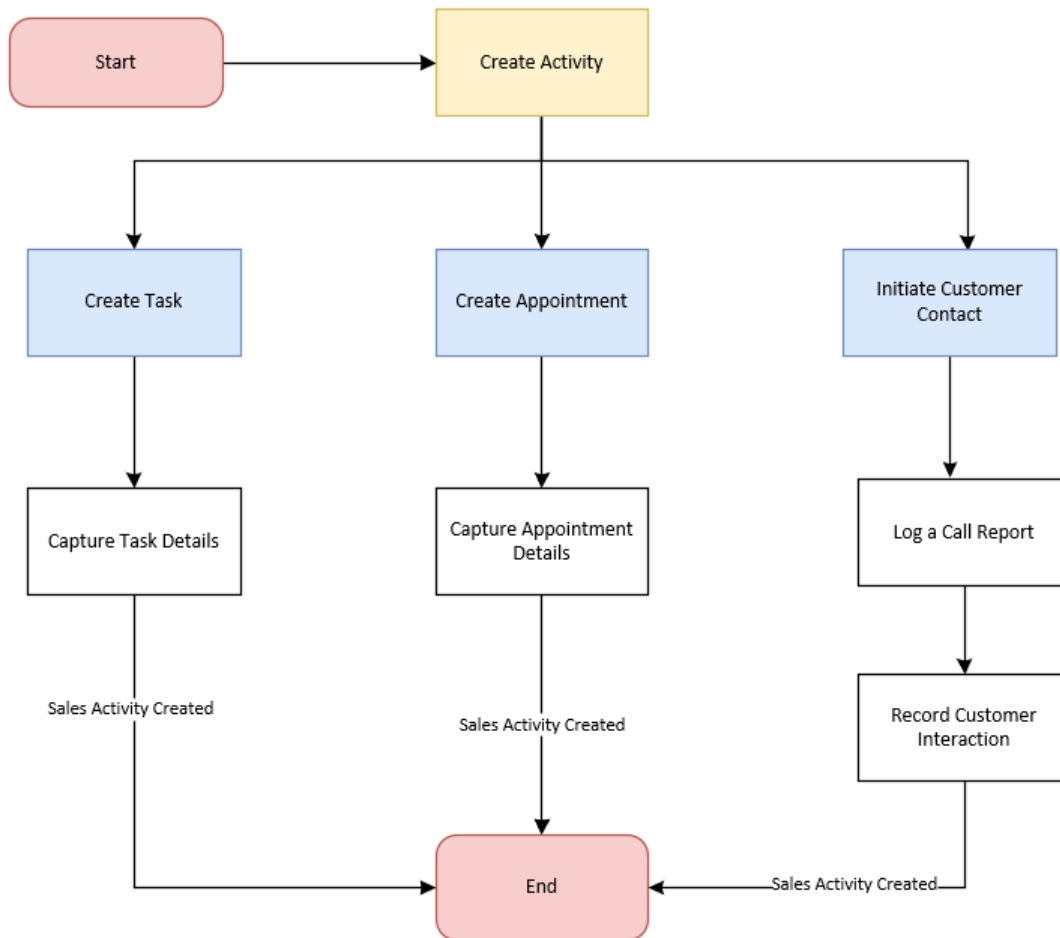 Start
Create Activity
Create Task
Create Appointment
Initiate Customer
Contact
Capture Task Details
Capture Appointment
Details
Log a Call Report
Record Customer
Interaction
Sales Activity Created
Sales Activity Created
End
Sales Activity Created